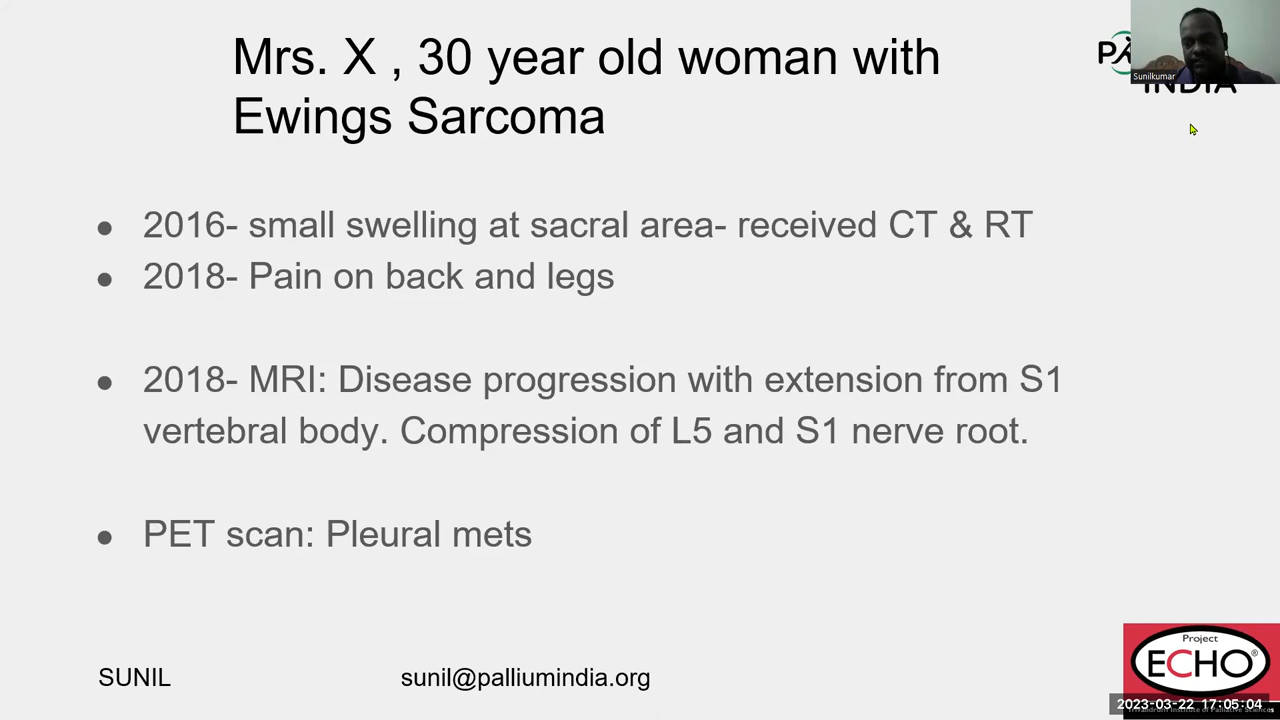 Mrs. X , 30 year old woman with
Ewings Sarcoma
PA
INDIA
Sunilkumar
● 2016- small swelling at sacral area- received CT & RT
● 2018- Pain on back and legs
● 2018- MRI: Disease progression with extension from S1
vertebral body. Compression of L5 and S1 nerve root.
● PET scan: Pleural mets
SUNIL
sunil@palliumindia.org
Project
ECHO®
2023-03-22 17:05:04